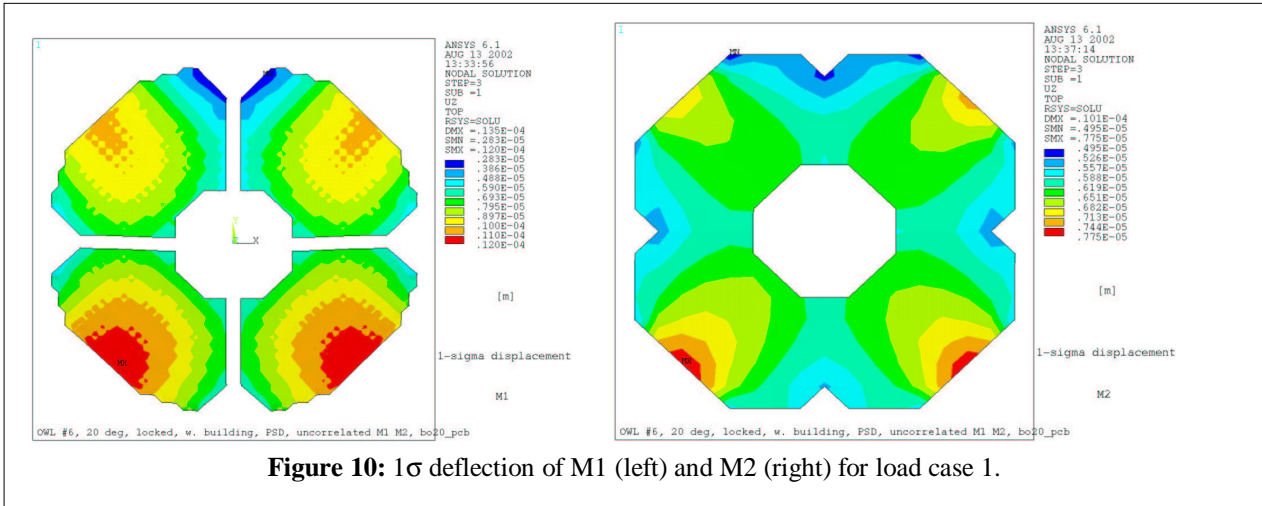 1
ANSYS 6.1
AUG 13 2002
13:33:56
NODAL SOLUTION
STEP=3
SUB =1
UZ
TOP
RSYS=SOLU
DMX =.135E-04
SMN =.283E-05
SMX =.120E-04
.283E-05
.386E-05
.488E-05
.590E-05
.693E-05
.795E-05
.897E-05
.100E-04
.110E-04
.120E-04
[m]
1-sigma displacement
M1
MX
Y
Z X
OWL #6, 20 deg, locked, w. building, PSD, uncorrelated M1 M2, bo20_pcb
1
MN
ANSYS 6.1
AUG 13 2002
13:37:14
NODAL SOLUTION
STEP=3
SUB =1
UZ
TOP
RSYS=SOLU
DMX =.101E-04
SMN =.495E-05
SMX =.775E-05
.495E-05
.526E-05
.557E-05
.588E-05
.619E-05
.651E-05
.682E-05
.713E-05
.744E-05
.775E-05
[m]
1-sigma displacement
M2
MX
OWL #6, 20 deg, locked, w. building, PSD, uncorrelated M1 M2, bo20_pcb
Figure 10: 1σ deflection of M1 (left) and M2 (right) for load case 1.